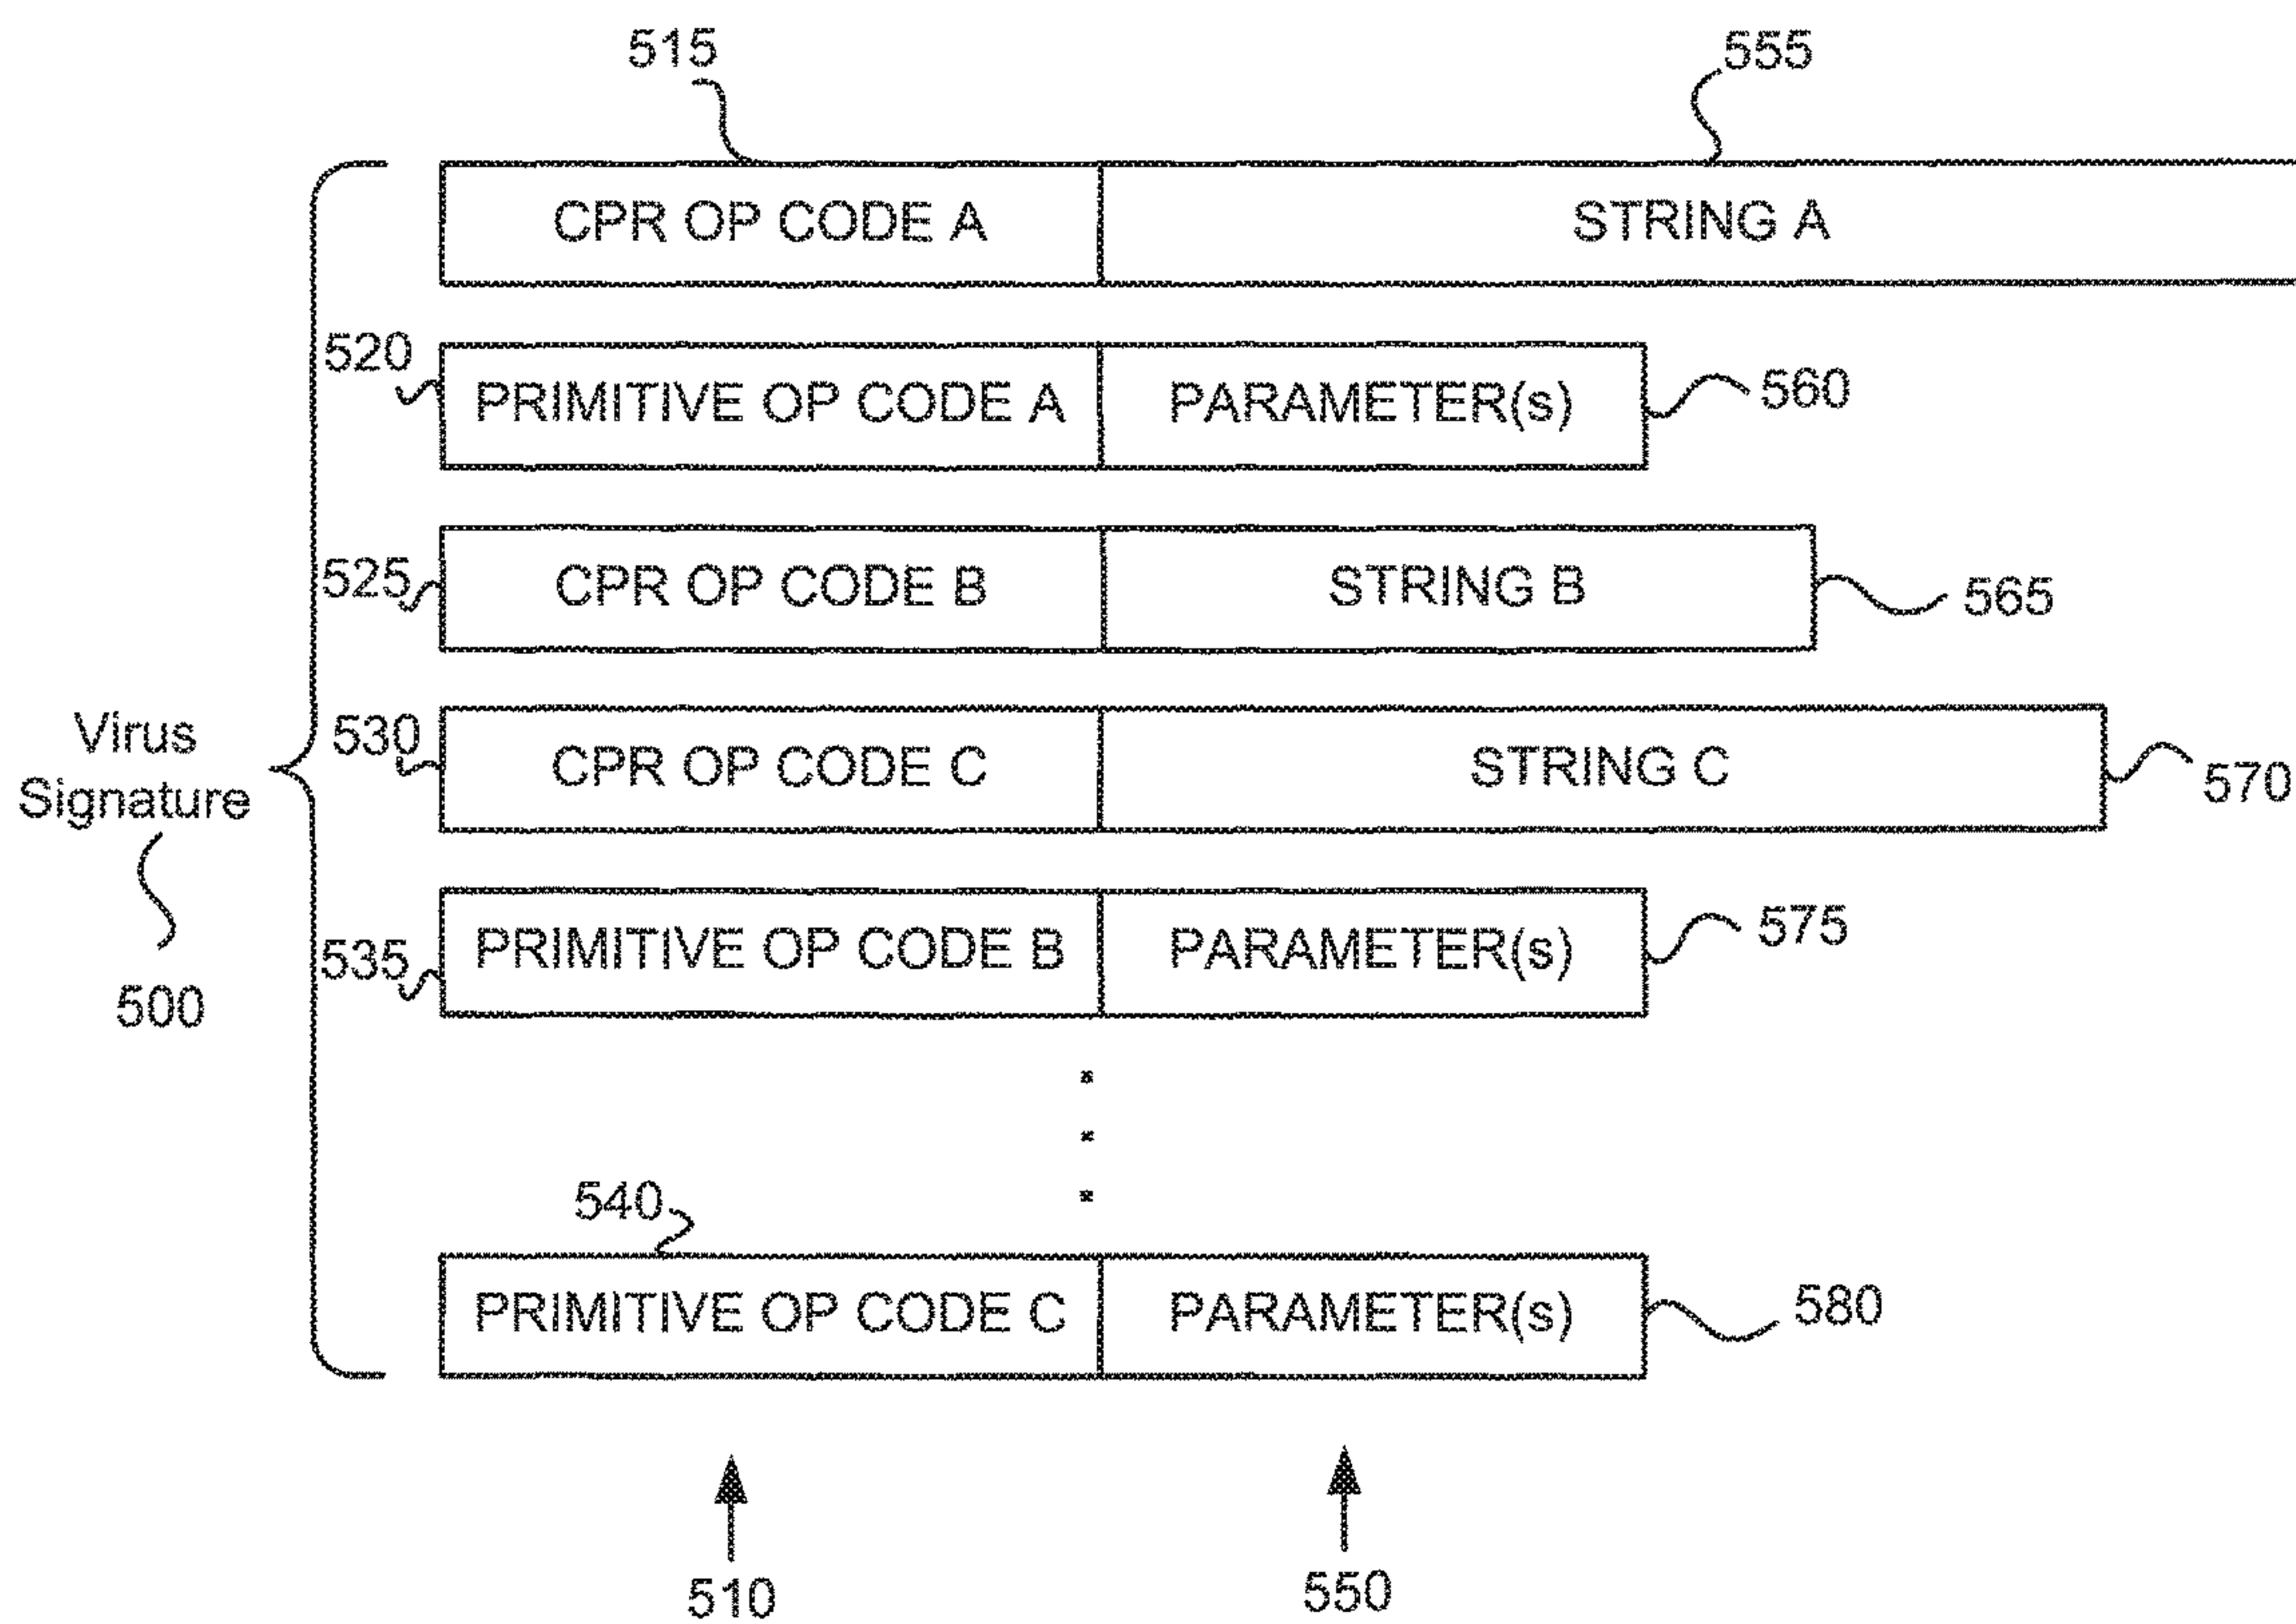 515
555
CPR OP CODE A
STRING A
520
PRIMITIVE OP CODE A
PARAMETER(s)
560
525
CPR OP CODE B
STRING B
565
Virus
Signature
500
530
CPR OP CODE C
STRING C
570
535
PRIMITIVE OP CODE B
PARAMETER(s)
575
540
PRIMITIVE OP CODE C
PARAMETER(s)
580
510
550